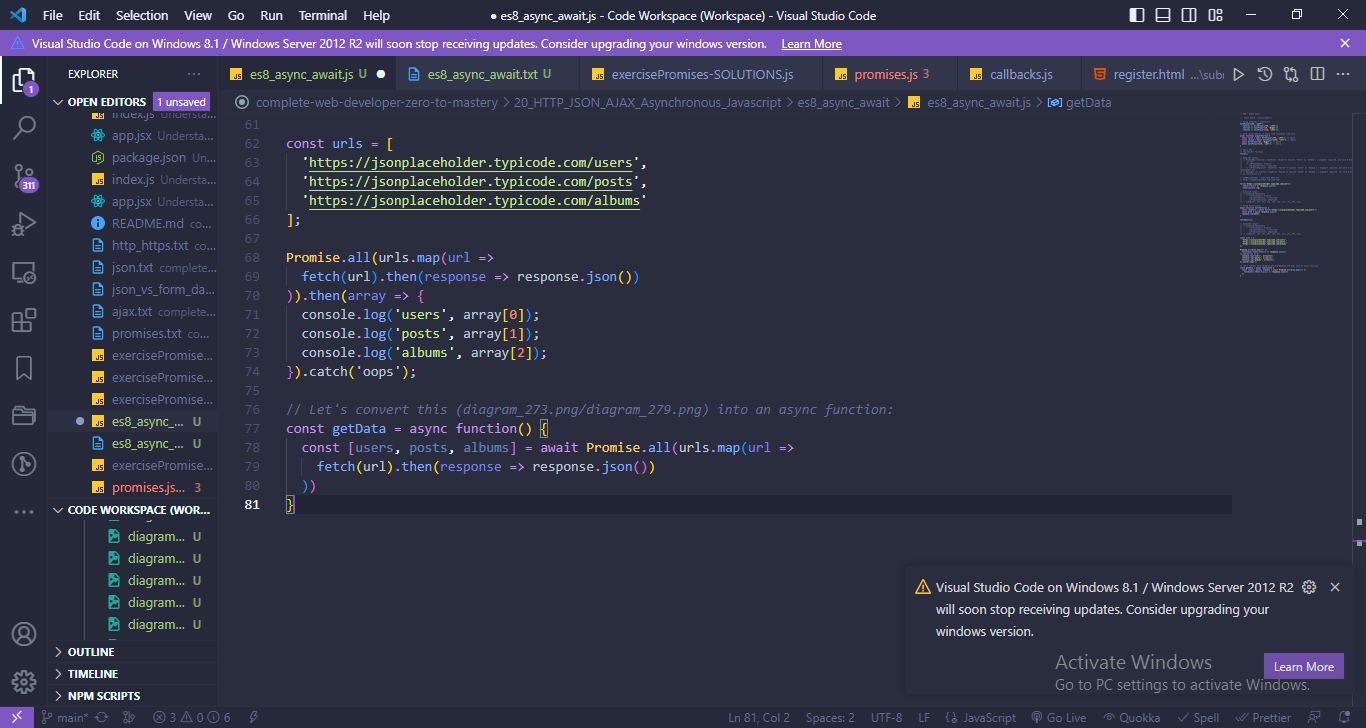 File Edit Selection View Go Run Terminal Help
● es8_async_await.js - Code Workspace (Workspace) - Visual Studio Code
Visual Studio Code on Windows 8.1 / Windows Server 2012 R2 will soon stop receiving updates. Consider upgrading your windows version. Learn More
EXPLORER
OPEN EDITORS 1 unsaved
index.js Understa...
app.jsx Understa...
package.json Un...
index.js Understa...
app.jsx Understa...
README.md co...
http_https.txt co...
json.txt complete...
json_vs_form_da...
ajax.txt complete...
promises.txt co...
exercisePromise...
exercisePromise...
exercisePromise...
es8_async_... U
es8_async_... U
exercisePromise...
promises.js... 3
CODE WORKSPACE (WOR...
diagram... U
diagram... U
diagram... U
diagram... U
diagram... U
OUTLINE
TIMELINE
NPM SCRIPTS
1
311
es8_async_await.js U ● es8_async_await.txt U exercisePromises-SOLUTIONS.js promises.js 3 callbacks.js register.html ...\sub
complete-web-developer-zero-to-mastery > 20_HTTP_JSON_AJAX_Asynchronous_Javascript > es8_async_await > es8_async_await.js > getData
61
62 const urls = [
63 'https://jsonplaceholder.typicode.com/users',
64 'https://jsonplaceholder.typicode.com/posts',
65 'https://jsonplaceholder.typicode.com/albums'
66 ];
67
68 Promise.all(urls.map(url =>
69 fetch(url).then(response => response.json())
70 )).then(array => {
71 console.log('users', array[0]);
72 console.log('posts', array[1]);
73 console.log('albums', array[2]);
74 }).catch('oops');
75
76 // Let's convert this (diagram_273.png/diagram_279.png) into an async function:
77 const getData = async function() {
78 const [users, posts, albums] = await Promise.all(urls.map(url =>
79 fetch(url).then(response => response.json())
80 ))
81 }
Visual Studio Code on Windows 8.1 / Windows Server 2012 R2
will soon stop receiving updates. Consider upgrading your
windows version.
Learn More
Activate Windows
Go to PC settings to activate Windows.
main* 3 0 6 Ln 81, Col 2 Spaces: 2 UTF-8 LF JavaScript Go Live Quokka Spell Prettier